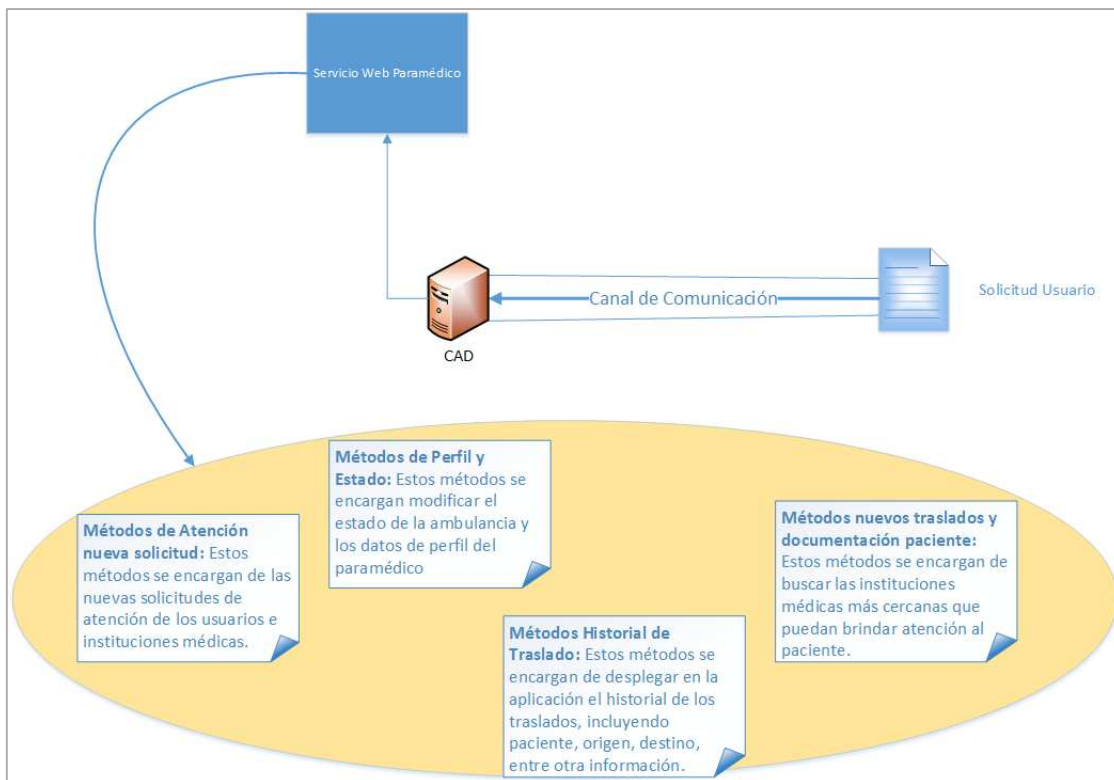 Servicio Web Paramédico
Canal de Comunicación
Solicitud Usuario
CAD
Métodos de Perfil y
Estado: Estos métodos se
encargan modificar el
estado de la ambulancia y
los datos de perfil del
paramédico
Métodos de Atención
nueva solicitud: Estos
métodos se encargan de las
nuevas solicitudes de
atención de los usuarios e
instituciones médicas.
Métodos nuevos traslados y
documentación paciente:
Estos métodos se encargan de
buscar las instituciones
médicas más cercanas que
puedan brindar atención al
paciente.
Métodos Historial de
Traslado: Estos métodos se
encargan de desplegar en la
aplicación el historial de los
traslados, incluyendo
paciente, origen, destino,
entre otra información.